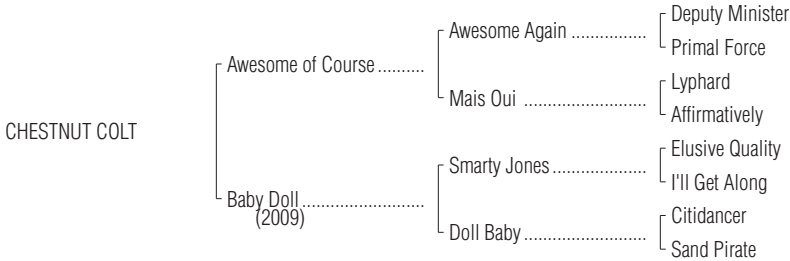 Deputy Minister
Awesome Again ................
Primal Force
Awesome of Course..........
Lyphard
Mais Oui ..........................
Affirmatively
CHESTNUT COLT
Elusive Quality
Smarty Jones....................
I'll Get Along
Baby Doll..........................
(2009)
Citidancer
Doll Baby..........................
Sand Pirate